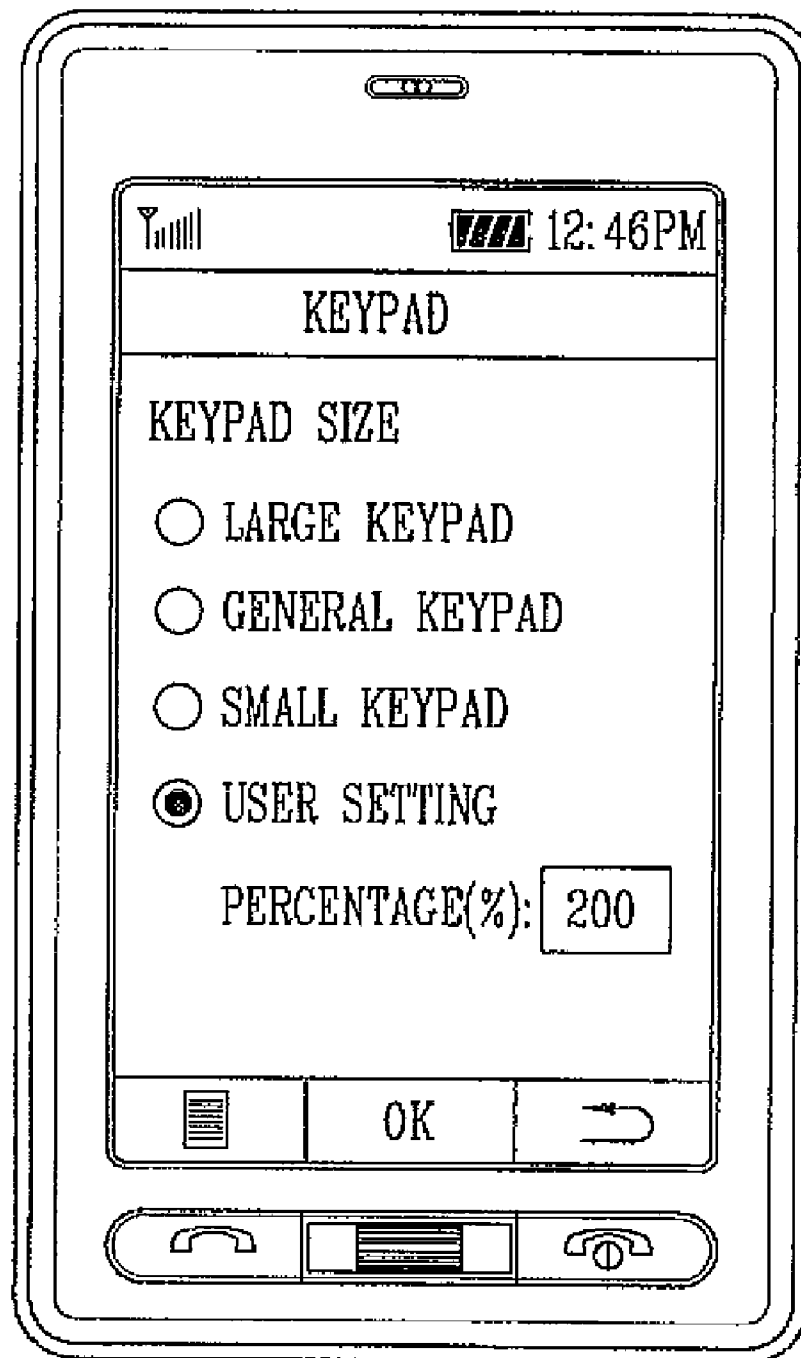 12:46PM
KEYPAD
KEYPAD SIZE
LARGE KEYPAD
GENERAL KEYPAD
SMALL KEYPAD
USER SETTING
PERCENTAGE(%): 200
OK